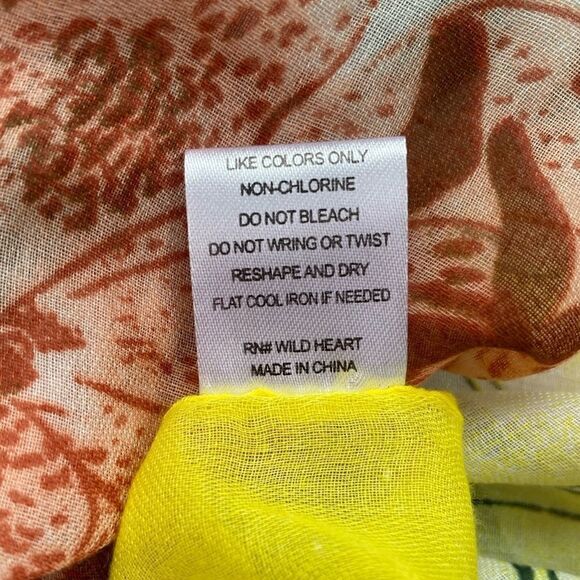 LIKE COLORS ONLY
NON-CHLORINE
DO NOT BLEACH
DO NOT WRING OR TWIST
RESHAPE AND DRY
FLAT COOL IRON IF NEEDED
RN# WILD HEART
MADE IN CHINA